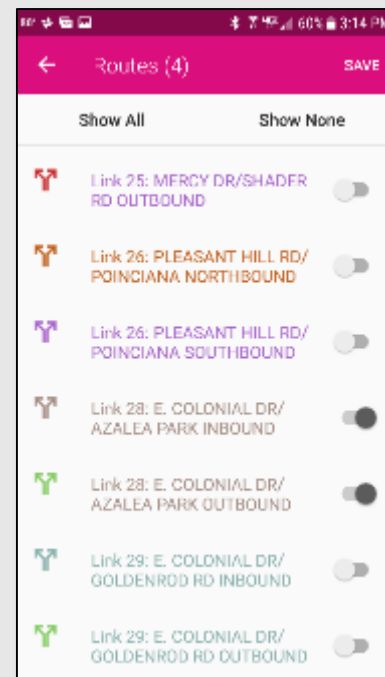 80° 60% 3:14 PM
Routes (4) SAVE
Show All Show None
Link 25: MERCY DR/SHADER
RD OUTBOUND
Link 26: PLEASANT HILL RD/
POINCIANA NORTHBOUND
Link 26: PLEASANT HILL RD/
POINCIANA SOUTHBOUND
Link 28: E. COLONIAL DR/
AZALEA PARK INBOUND
Link 28: E. COLONIAL DR/
AZALEA PARK OUTBOUND
Link 29: E. COLONIAL DR/
GOLDENROD RD INBOUND
Link 29: E. COLONIAL DR/
GOLDENROD RD OUTBOUND